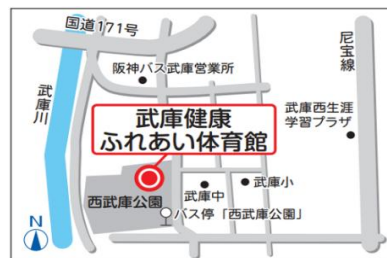 国道171号
武庫川
阪神バス武庫営業所
尼宝線
武庫健康
ふれあい体育館
武庫西生涯
学習プラザ
西武庫公園
武庫中
武庫小
バス停「西武庫公園」
N